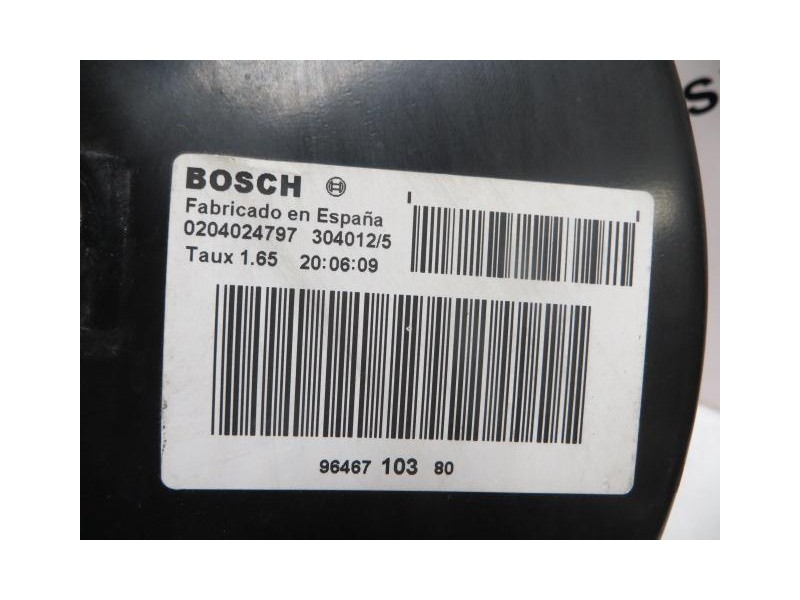 BOSCH
Fabricado en España
0204024797 304012/5
Taux 1.65 20:06:09
96467 103 80